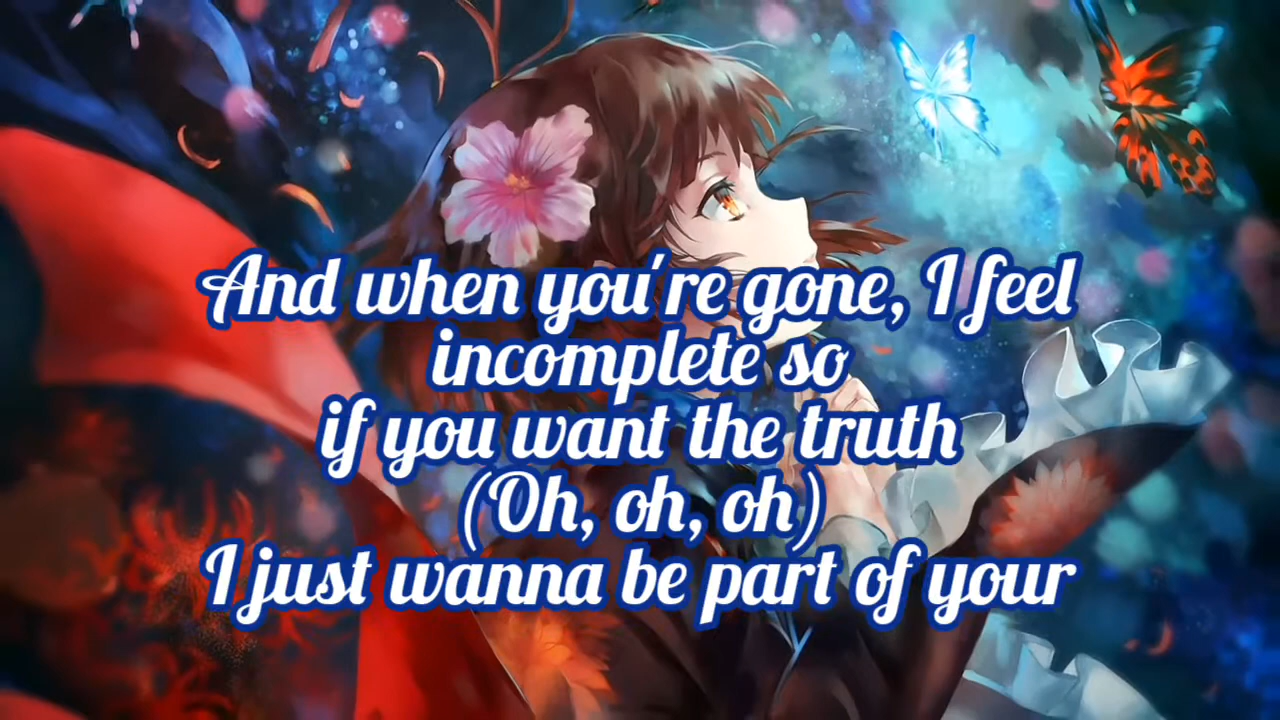 And when you're gone, I feel
incomplete so
if you want the truth
(Oh, oh, oh)
I just wanna be part of your